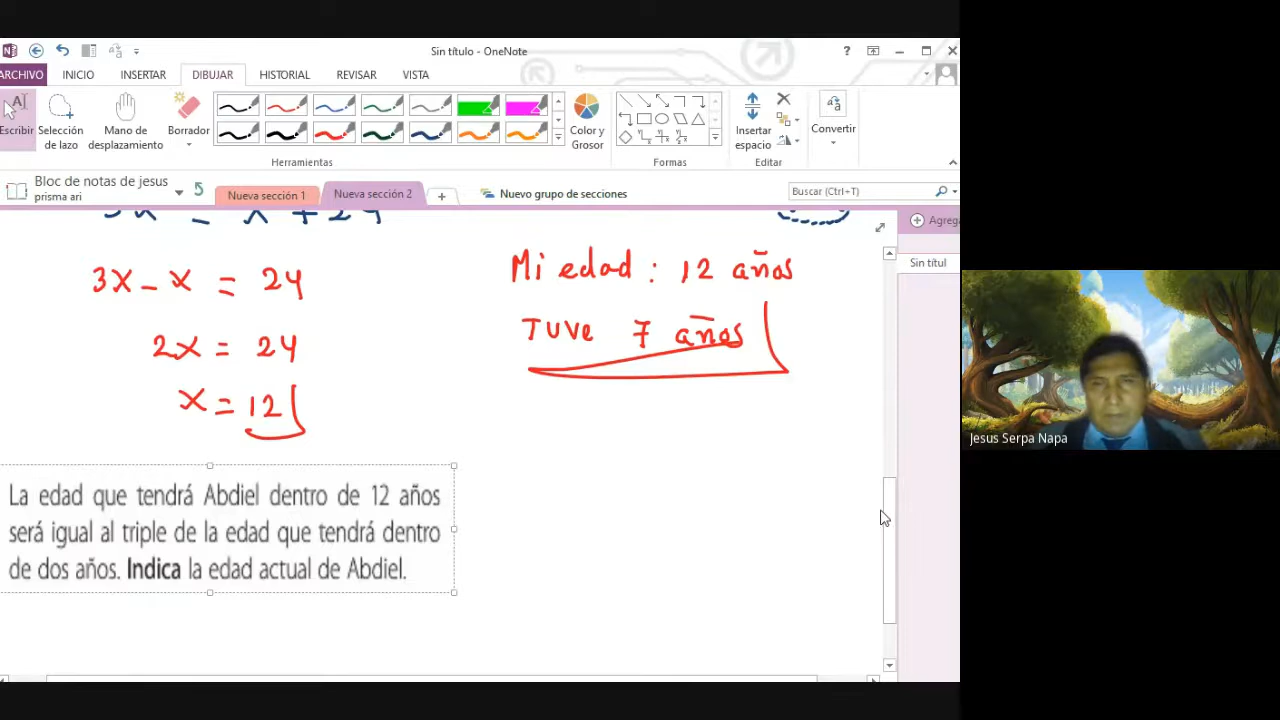 Sin título - OneNote
ARCHIVO INICIO INSERTAR DIBUJAR HISTORIAL REVISAR VISTA
Escribir
Selección de lazo
Mano de desplazamiento
Borrador
Color y Grosor
Insertar espacio
Convertir
Herramientas
Formas
Editar
Bloc de notas de jesus
prisma ari
Nueva sección 1
Nueva sección 2
Nuevo grupo de secciones
Buscar (Ctrl+T)
Agrega
Sin títul
3x = x + 24
3x - x = 24
2x = 24
x = 12
Mi edad : 12 años
TUVe 7 años
La edad que tendrá Abdiel dentro de 12 años
será igual al triple de la edad que tendrá dentro
de dos años. Indica la edad actual de Abdiel.
Jesus Serpa Napa